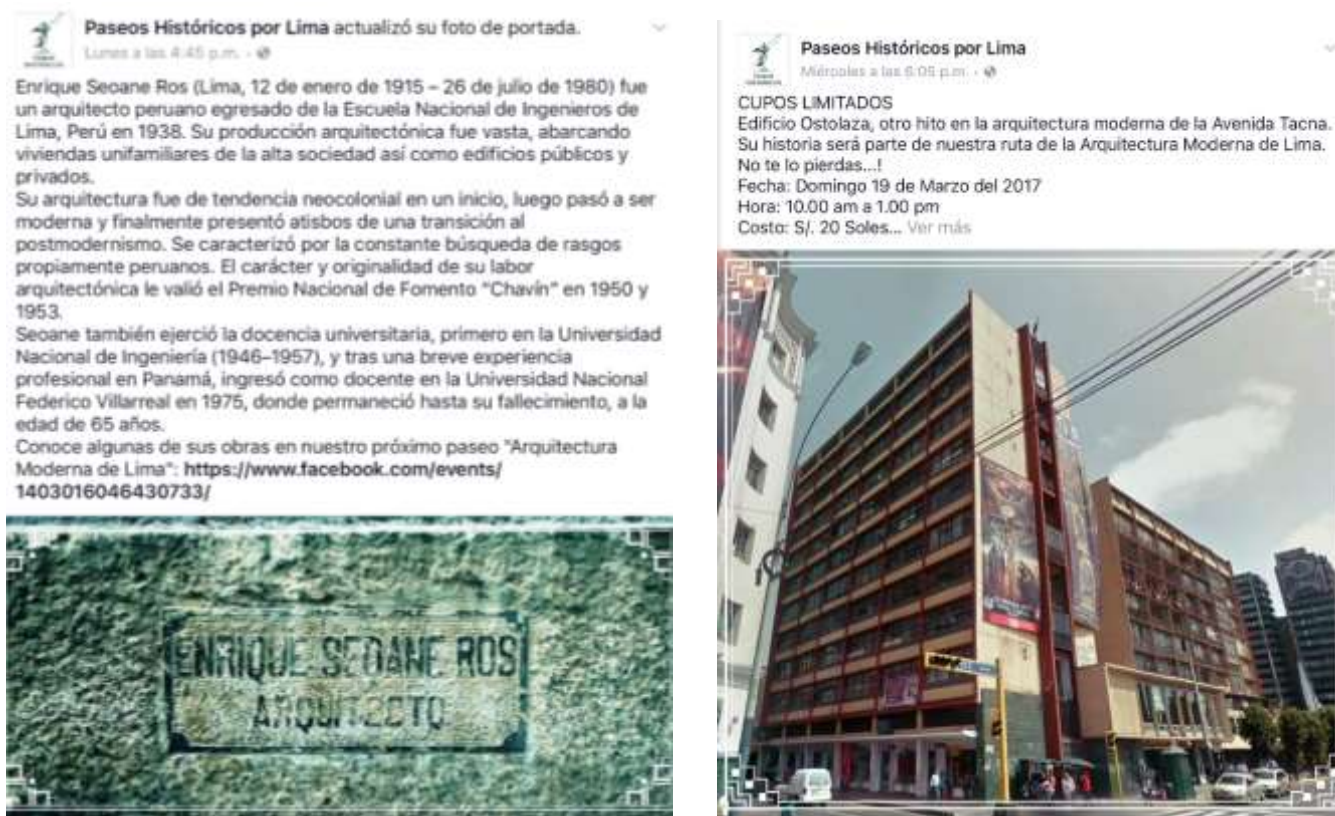 Paseos Históricos por Lima actualizó su foto de portada.
Lunes a las 4:45 p.m.
Enrique Seoane Ros (Lima, 12 de enero de 1915 – 26 de julio de 1980) fue
un arquitecto peruano egresado de la Escuela Nacional de Ingenieros de
Lima, Perú en 1938. Su producción arquitectónica fue vasta, abarcando
viviendas unifamiliares de la alta sociedad así como edificios públicos y
privados.
Su arquitectura fue de tendencia neocolonial en un inicio, luego pasó a ser
moderna y finalmente presentó atisbos de una transición al
postmodernismo. Se caracterizó por la constante búsqueda de rasgos
propiamente peruanos. El carácter y originalidad de su labor
arquitectónica le valió el Premio Nacional de Fomento "Chavín" en 1950 y
1953.
Seoane también ejerció la docencia universitaria, primero en la Universidad
Nacional de Ingeniería (1946–1957), y tras una breve experiencia
profesional en Panamá, ingresó como docente en la Universidad Nacional
Federico Villarreal en 1975, donde permaneció hasta su fallecimiento, a la
edad de 65 años.
Conoce algunas de sus obras en nuestro próximo paseo "Arquitectura
Moderna de Lima": https://www.facebook.com/events/
1403016046430733/
ENRIQUE SEOANE ROS
ARQUITECTO
Paseos Históricos por Lima
Miércoles a las 6:05 p.m.
CUPOS LIMITADOS
Edificio Ostolaza, otro hito en la arquitectura moderna de la Avenida Tacna.
Su historia será parte de nuestra ruta de la Arquitectura Moderna de Lima.
No te lo pierdas...!
Fecha: Domingo 19 de Marzo del 2017
Hora: 10.00 am a 1.00 pm
Costo: S/. 20 Soles... Ver más